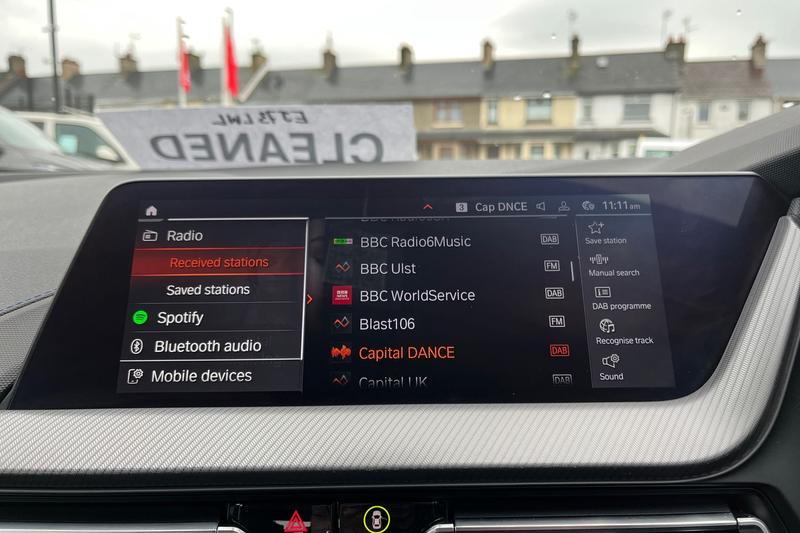 CLEANED
3 Cap DNCE 11:11 am
Radio
Received stations
Saved stations
Spotify
Bluetooth audio
Mobile devices
BBC Radio6Music DAB
BBC Ulst FM
BBC WorldService DAB
Blast106 FM
Capital DANCE DAB
Capital UK DAB
Save station
Manual search
DAB programme
Recognise track
Sound